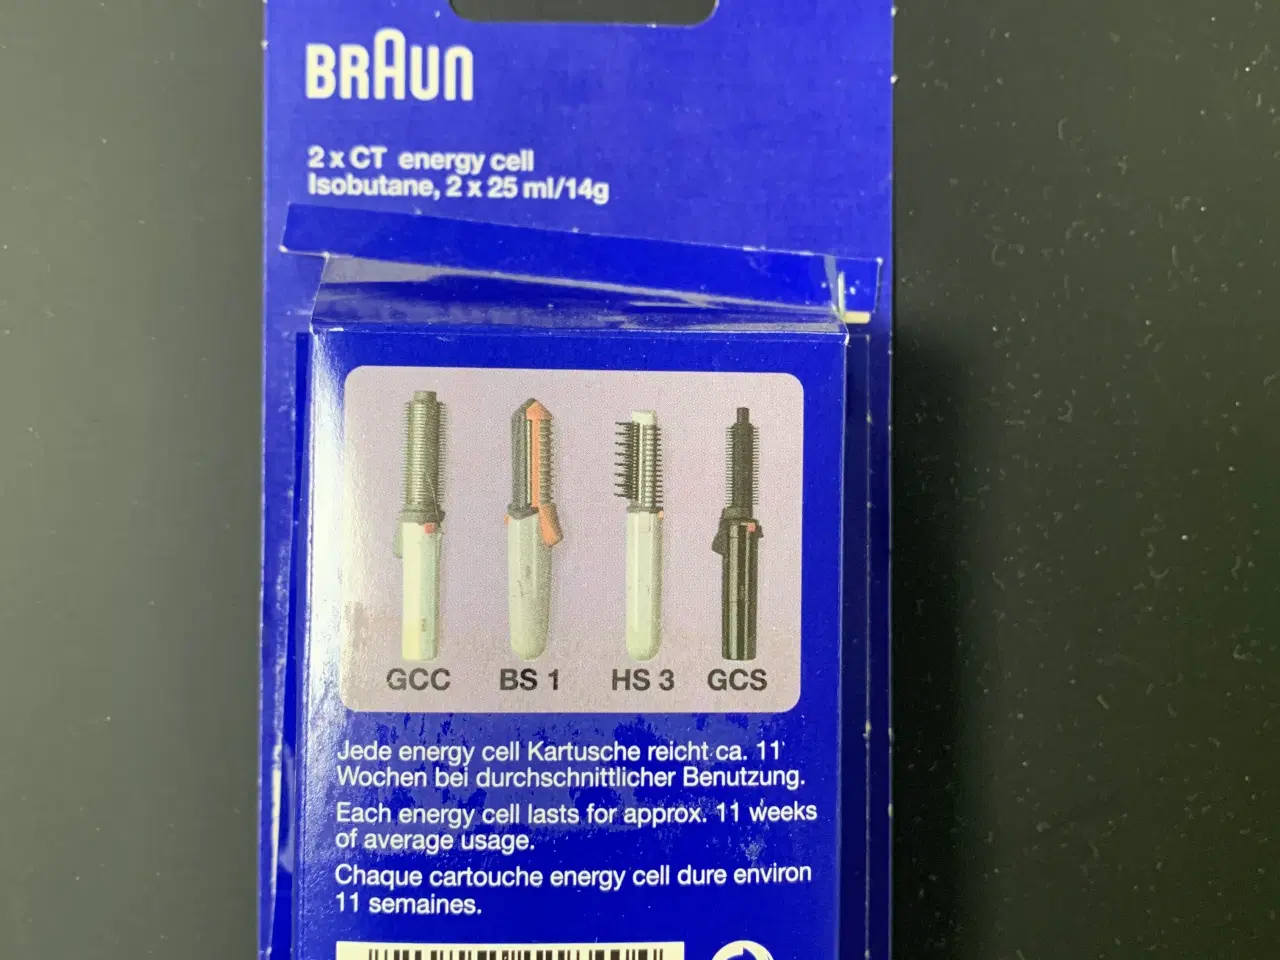 BRAUN
2 x CT energy cell
Isobutane, 2 x 25 ml/14g
GCC BS 1 HS 3 GCS
Jede energy cell Kartusche reicht ca. 11
Wochen bei durchschnittlicher Benutzung.
Each energy cell lasts for approx. 11 weeks
of average usage.
Chaque cartouche energy cell dure environ
11 semaines.